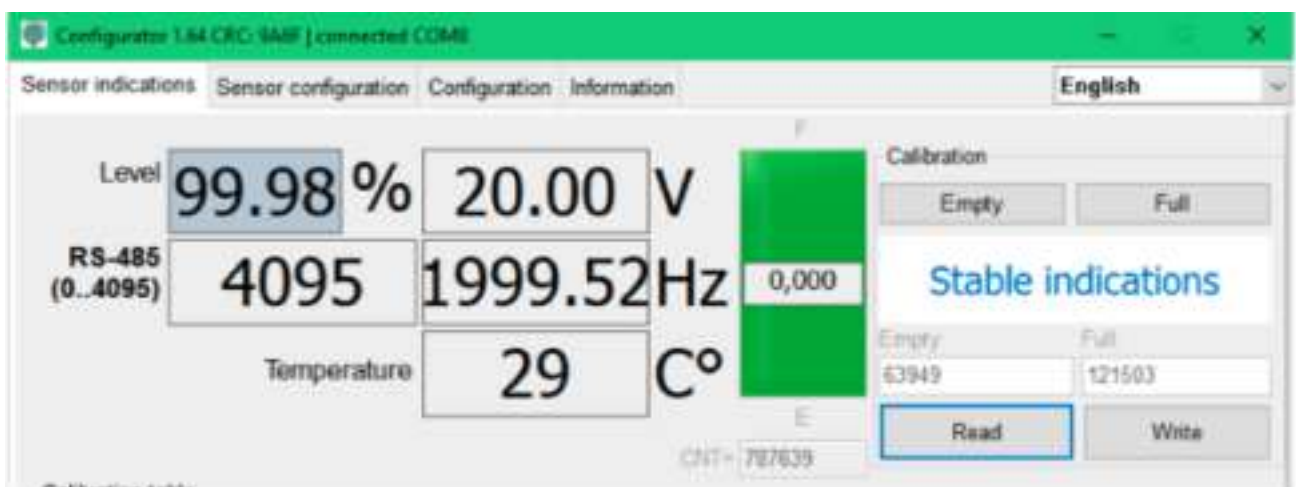 Configurator 1.64 CRC: 9A8F | connected COM8
Sensor indications Sensor configuration Configuration Information English
F
Level 99.98 % 20.00 V
Calibration
Empty Full
RS-485
(0..4095) 4095 1999.52 Hz 0,000
Stable indications
Empty Full
63949 121503
Temperature 29 C°
Read Write
E
CNT= 787639